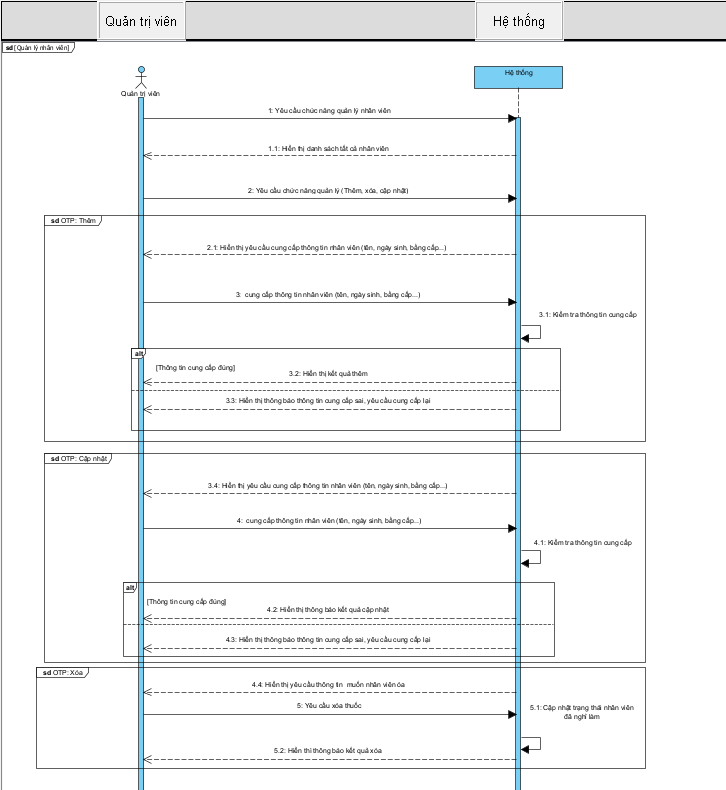 Quản trị viên
Hệ thống
sd [Quản lý nhân viên]
Hệ thống
Quản trị viên
1: Yêu cầu chức năng quản lý nhân viên
1.1: Hiển thị danh sách tất cả nhân viên
2: Yêu cầu chức năng quản lý (Thêm, xóa, cập nhật)
sd OTP: Thêm
2.1: Hiển thị yêu cầu cung cấp thông tin nhân viên (tên, ngày sinh, bằng cấp...)
3: cung cấp thông tin nhân viên (tên, ngày sinh, bằng cấp...)
3.1: Kiểm tra thông tin cung cấp
alt
[Thông tin cung cấp đúng]
3.2: Hiển thị kết quả thêm
3.3: Hiển thị thông báo thông tin cung cấp sai, yêu cầu cung cấp lại
sd OTP: Cập nhật
3.4: Hiển thị yêu cầu cung cấp thông tin nhân viên (tên, ngày sinh, bằng cấp...)
4: cung cấp thông tin nhân viên (tên, ngày sinh, bằng cấp...)
4.1: Kiểm tra thông tin cung cấp
alt
[Thông tin cung cấp đúng]
4.2: Hiển thị thông báo kết quả cập nhật
4.3: Hiển thị thông báo thông tin cung cấp sai, yêu cầu cung cấp lại
sd OTP: Xóa
4.4: Hiển thị yêu cầu thông tin muốn nhân viên óa
5: Yêu cầu xóa thuốc
5.1: Cập nhật trạng thái nhân viên
đã nghỉ làm
5.2: Hiển thi thông báo kết quả xóa